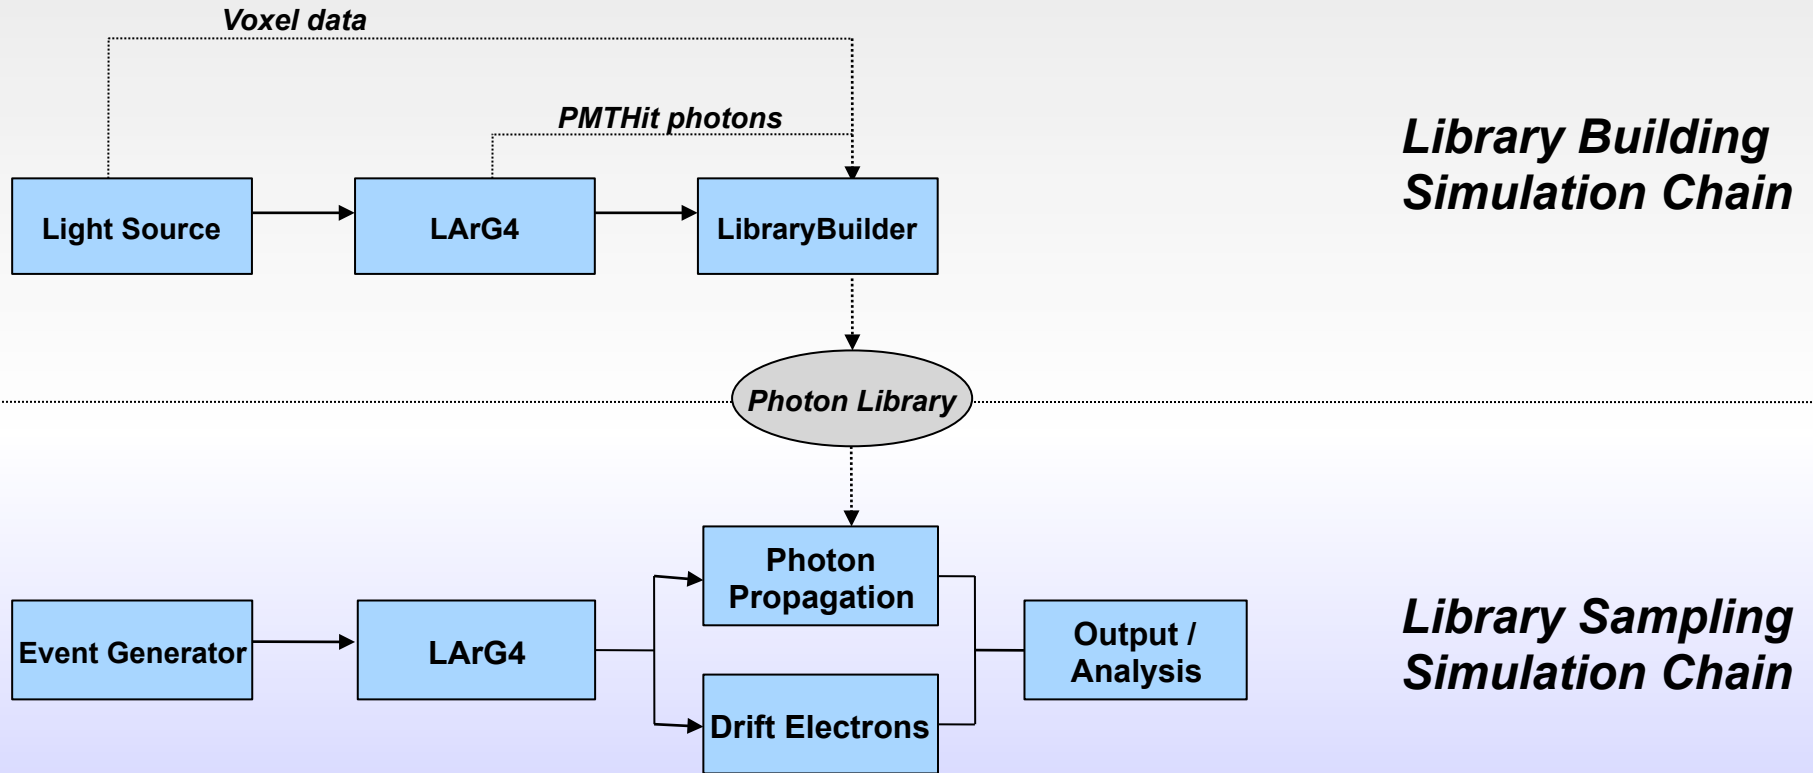 Voxel data
PMTHit photons
Library Building
Simulation Chain
Light Source
LArG4
LibraryBuilder
Photon Library
Photon
Propagation
Event Generator
LArG4
Output /
Analysis
Library Sampling
Simulation Chain
Drift Electrons